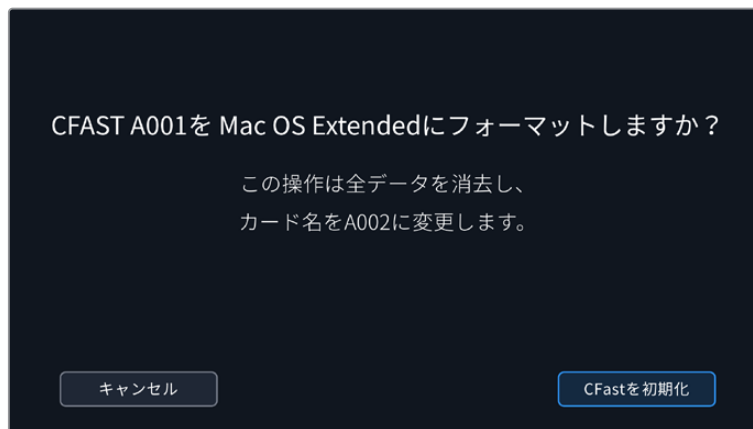 CFAST A001を Mac OS Extendedにフォーマットしますか？
この操作は全データを消去し、
カード名をA002に変更します。
キャンセル
CFastを初期化